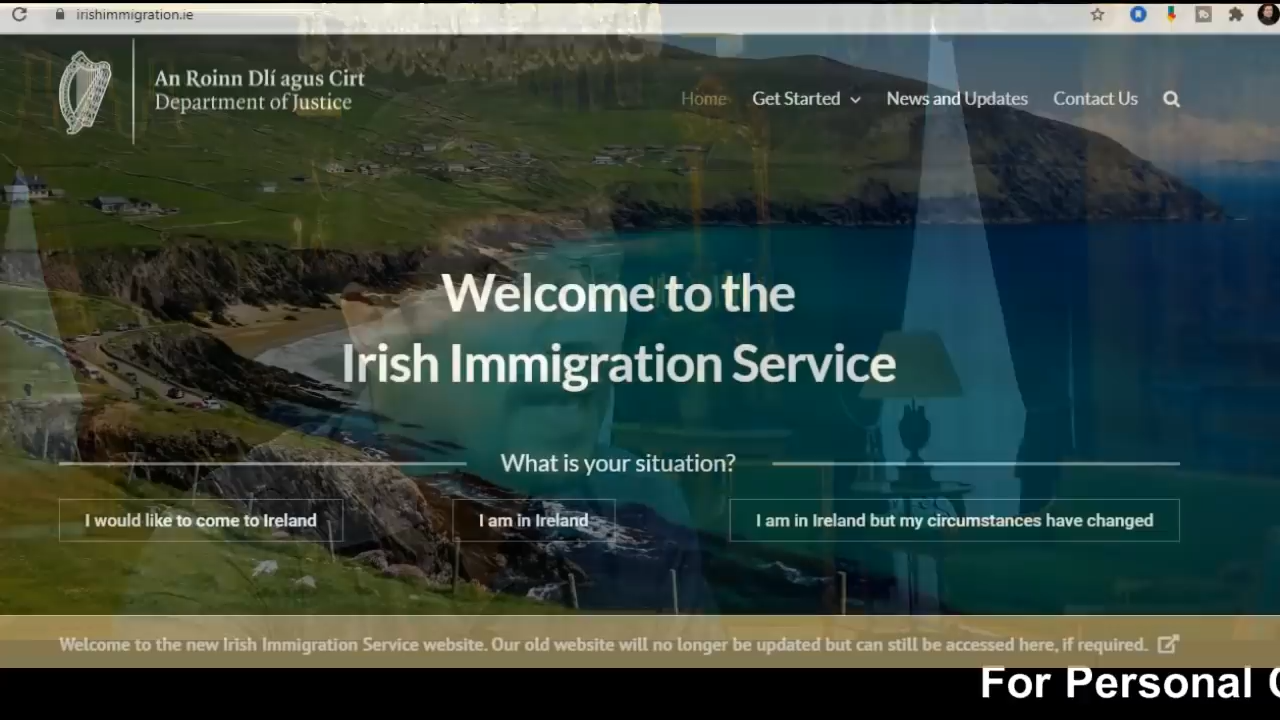 irishimmigration.ie
An Roinn Dlí agus Cirt
Department of Justice
Home
Get Started
News and Updates
Contact Us
Welcome to the
Irish Immigration Service
What is your situation?
I would like to come to Ireland
I am in Ireland
I am in Ireland but my circumstances have changed
Welcome to the new Irish Immigration Service website. Our old website will no longer be updated but can still be accessed here, if required.
For Personal